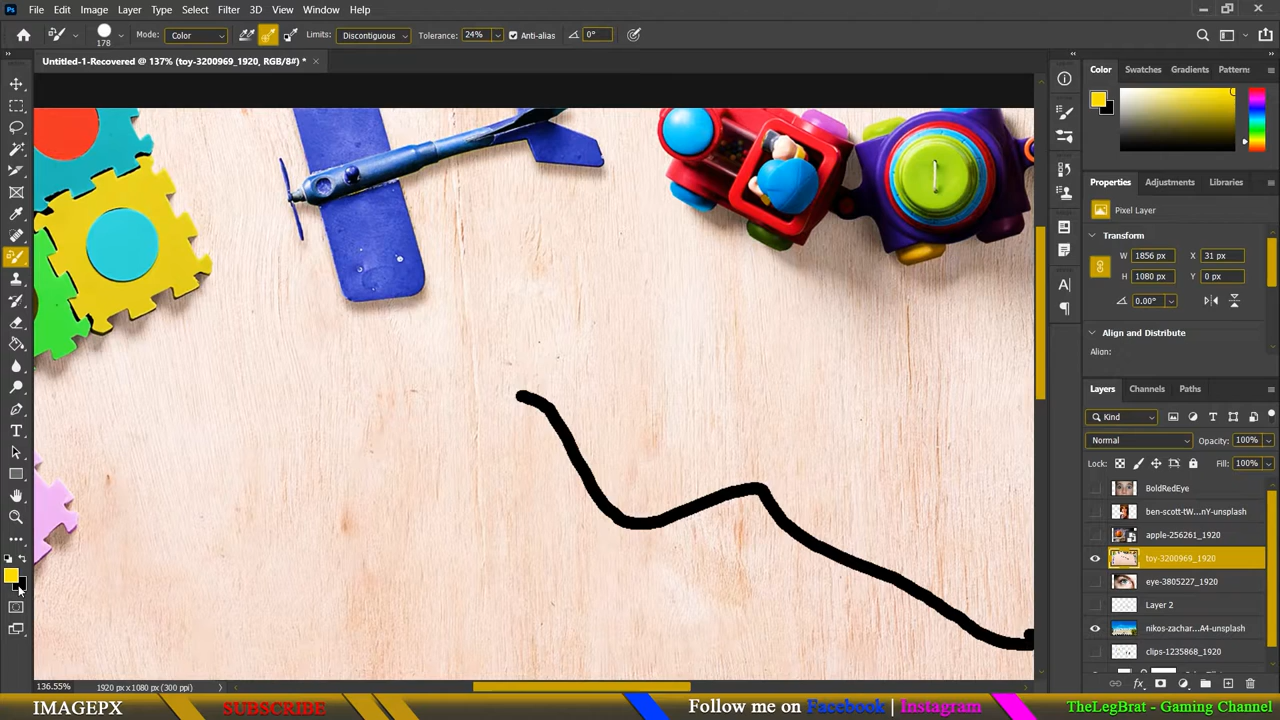 Ps File Edit Image Layer Type Select Filter 3D View Window Help
178 Mode: Color Limits: Discontiguous Tolerance: 24% Anti-alias 0°
Untitled-1-Recovered @ 137% (toy-3200969_1920, RGB/8#) *
Color Swatches Gradients Patterns
Properties Adjustments Libraries
Pixel Layer
Transform
W 1856 px X 31 px
H 1080 px Y 0 px
0.00°
Align and Distribute
Align:
Layers Channels Paths
Kind
Normal Opacity: 100%
Lock: Fill: 100%
BoldRedEye
ben-scott-tW...nY-unsplash
apple-256261_1920
toy-3200969_1920
eye-3805227_1920
Layer 2
nikos-zachar...A4-unsplash
clips-1235868_1920
136.55% 1920 px x 1080 px (300 ppi)
IMAGEPX SUBSCRIBE Follow me on Facebook | Instagram TheLegBrat - Gaming Channel